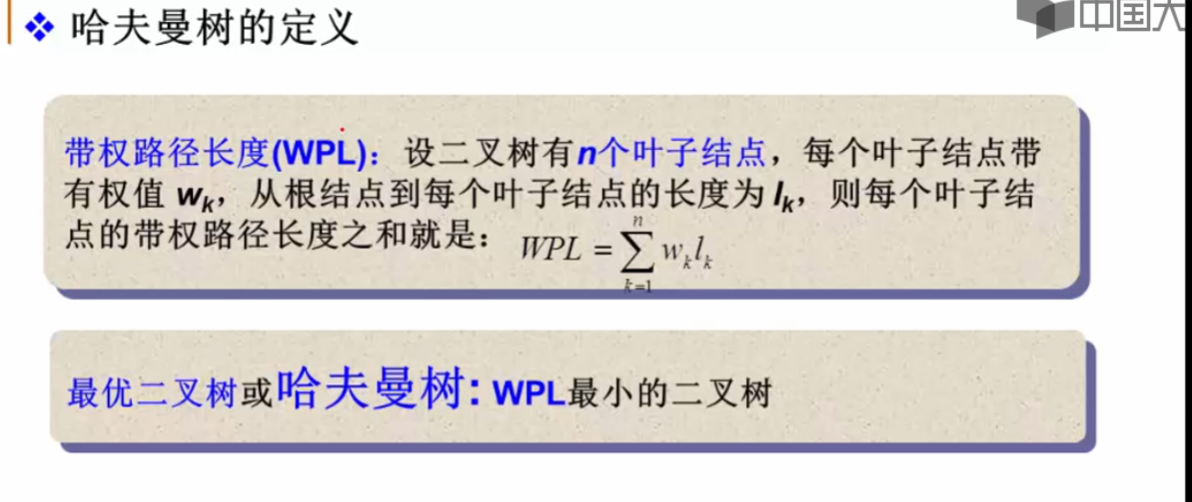 哈夫曼树的定义
中国大
带权路径长度(WPL)：设二叉树有n个叶子结点，每个叶子结点带
有权值 wk，从根结点到每个叶子结点的长度为 lk，则每个叶子结
点的带权路径长度之和就是： WPL = ∑_{k=1}^{n} w_k l_k
最优二叉树或哈夫曼树: WPL最小的二叉树